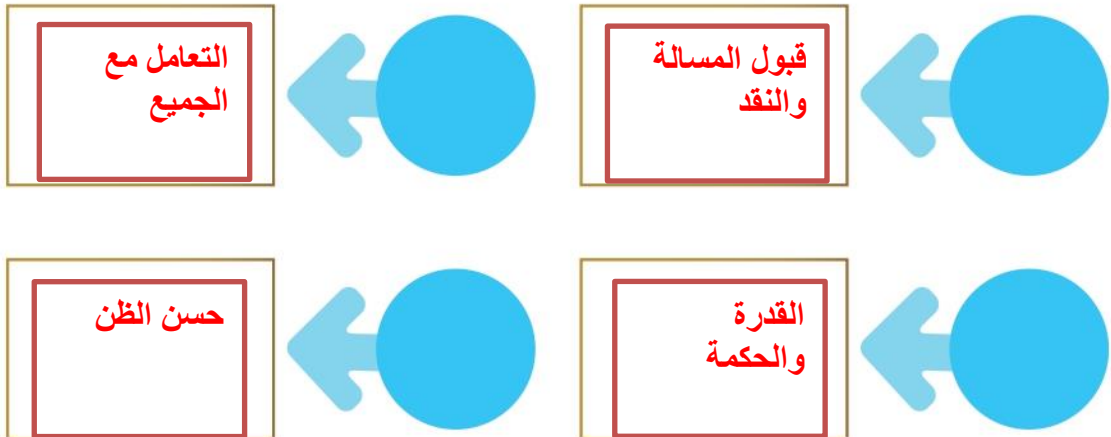 قبول المسالة
والنقد
التعامل مع
الجميع
القدرة
والحكمة
حسن الظن